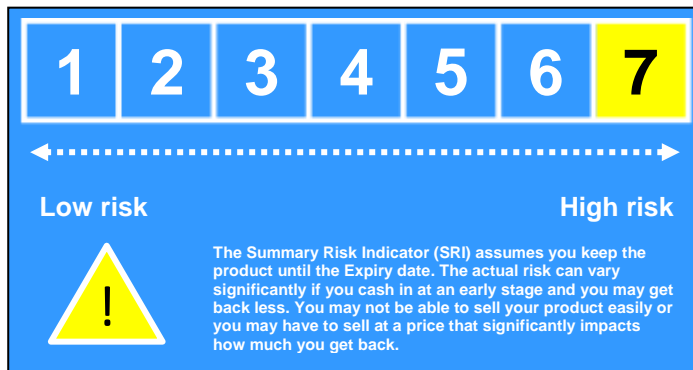 1 2 3 4 5 6 7
Low risk High risk
!
The Summary Risk Indicator (SRI) assumes you keep the
product until the Expiry date. The actual risk can vary
significantly if you cash in at an early stage and you may get
back less. You may not be able to sell your product easily or
you may have to sell at a price that significantly impacts
how much you get back.